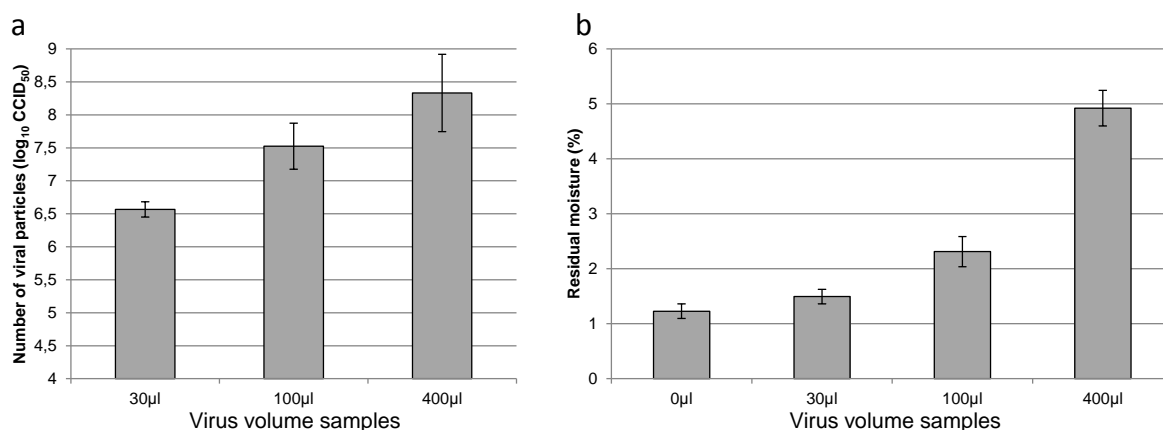 a
Number of viral particles (log10 CCID50)
9
8,5
8
7,5
7
6,5
6
5,5
5
4,5
4
30µl
100µl
400µl
Virus volume samples
b
Residual moisture (%)
6
5
4
3
2
1
0
0µl
30µl
100µl
400µl
Virus volume samples